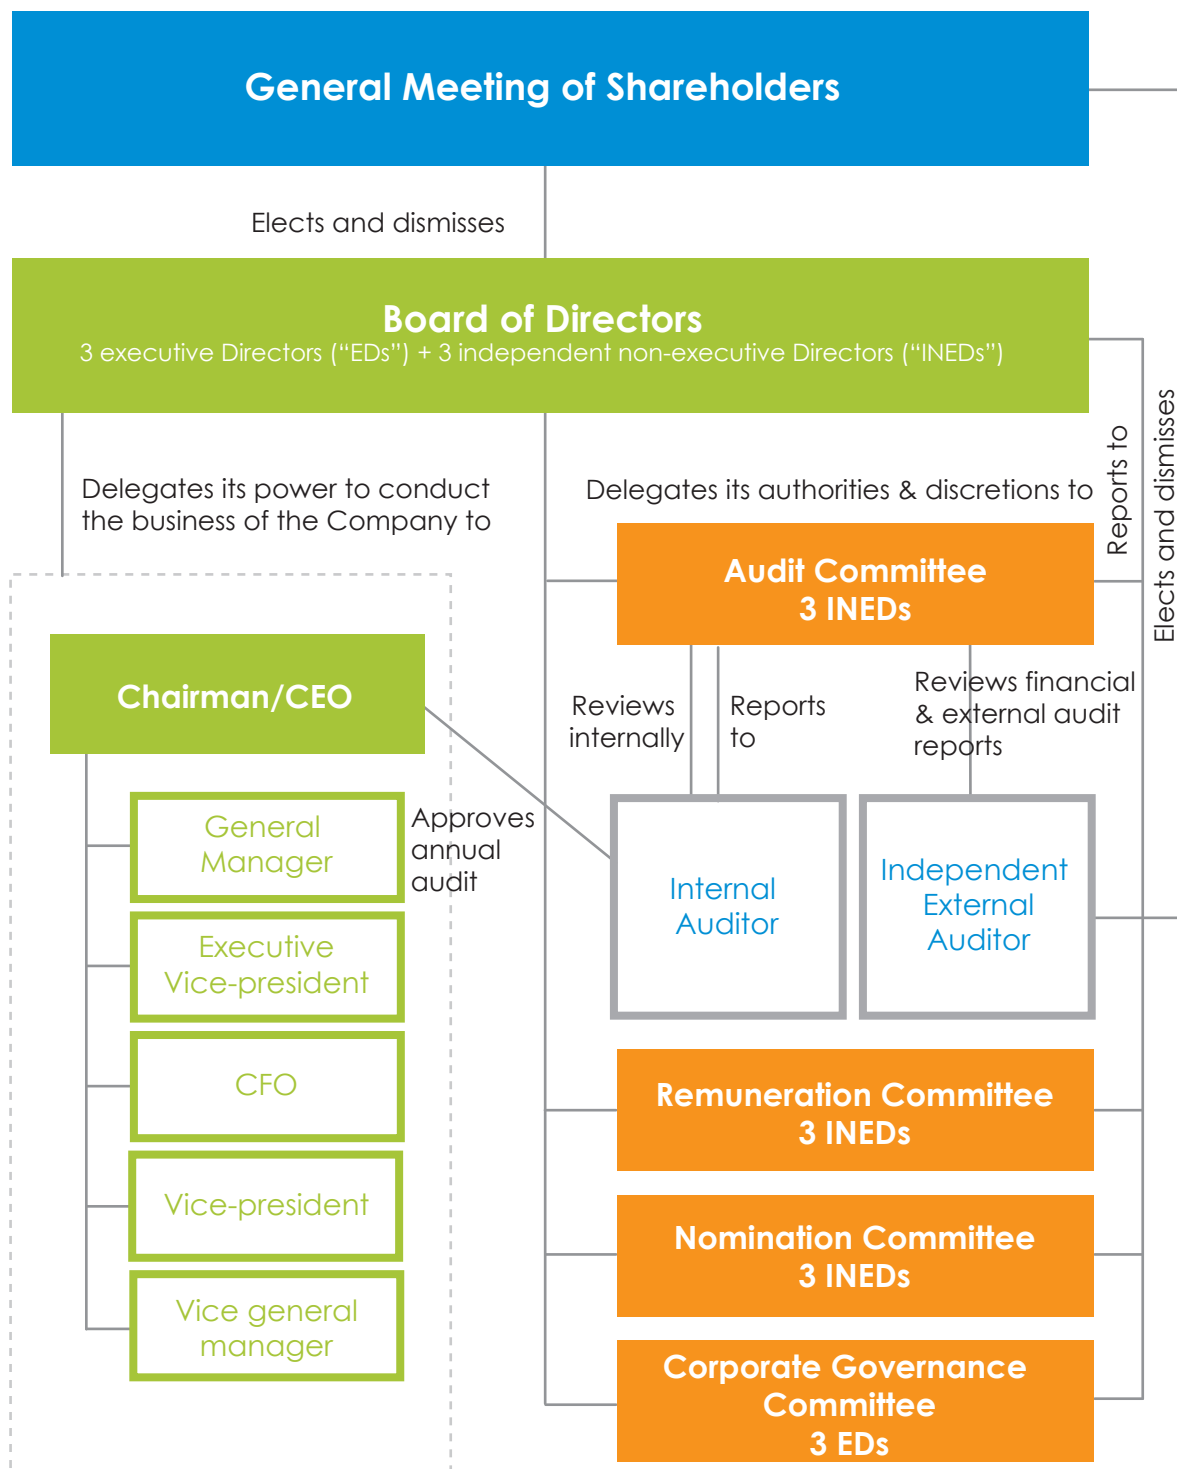 General Meeting of Shareholders
Elects and dismisses
Board of Directors
3 executive Directors (“EDs”) + 3 independent non-executive Directors (“INEDs”)
Delegates its power to conduct
the business of the Company to
Delegates its authorities & discretions to
Reports to
Elects and dismisses
Audit Committee
3 INEDs
Chairman/CEO
Reviews
internally
Reports
to
Reviews financial
& external audit
reports
General
Manager
Approves
annual
audit
Internal
Auditor
Independent
External
Auditor
Executive
Vice-president
CFO
Vice-president
Vice general
manager
Remuneration Committee
3 INEDs
Nomination Committee
3 INEDs
Corporate Governance
Committee
3 EDs